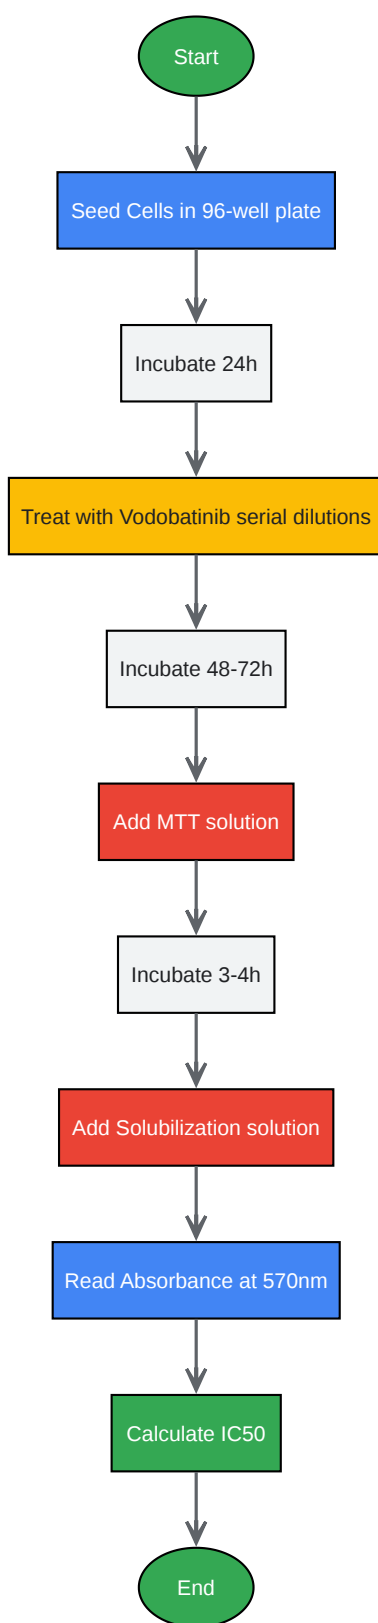 Start
Seed Cells in 96-well plate
Incubate 24h
Treat with Vodobatinib serial dilutions
Incubate 48-72h
Add MTT solution
Incubate 3-4h
Add Solubilization solution
Read Absorbance at 570nm
Calculate IC50
End